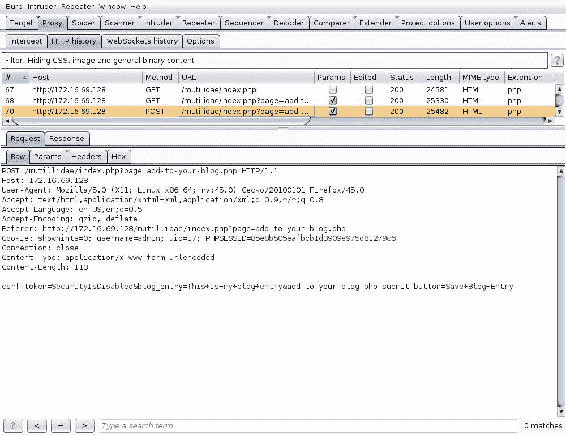 Burp Intruder Repeater Window Help
Target Proxy Spider Scanner Intruder Repeater Sequencer Decoder Comparer Extender Project options User options Alerts
Intercept HTTP history WebSockets history Options
Filter: Hiding CSS, image and general binary content
?
# Host Method URL Params Edited Status Length MIME type Extension
67 http://172.16.69.128 GET /mutillidae/index.php 200 HTML php
68 http://172.16.69.128 GET /mutillidae/index.php?page=add-t... 200 25330 HTML php
70 http://172.16.69.128 POST /mutillidae/index.php?page=add-... 200 25482 HTML php
Request Response
Raw Params Headers Hex
POST /mutillidae/index.php?page=add-to-your-blog.php HTTP/1.1
Host: 172.16.69.128
User-Agent: Mozilla/5.0 (X11; Linux x86_64; rv:45.0) Gecko/20100101 Firefox/45.0
Accept: text/html,application/xhtml+xml,application/xml;q=0.9,*/*;q=0.8
Accept-Language: en-US,en;q=0.5
Accept-Encoding: gzip, deflate
Referer: http://172.16.69.128/mutillidae/index.php?page=add-to-your-blog.php
Cookie: showhints=0; username=admin; uid=1;
Connection: close
Content-Type: application/x-www-form-urlencoded
Content-Length: 113
csrf-token=SecurityIsDisabled&blog_entry=This+is+my+blog+entry&add-to-your-blog-php-submit-button=Save+Blog+Entry
? < + > Type a search term 0 matches